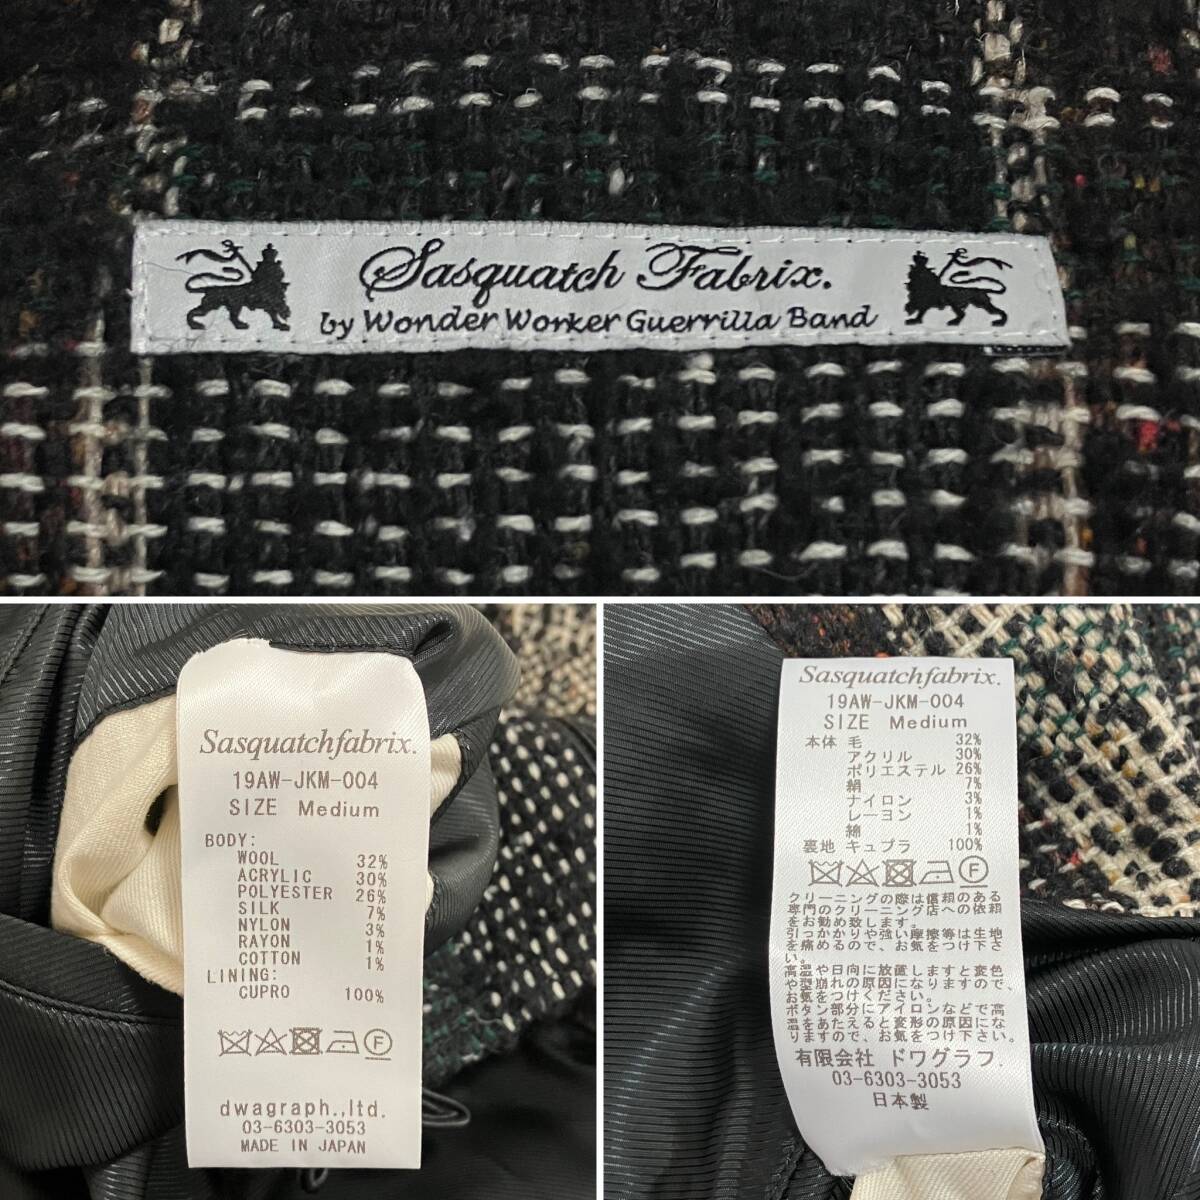 Sasquatch Fabrix.
by Wonder Worker Guerrilla Band
Sasquatchfabrix.
19AW-JKM-004
SIZE Medium
BODY:
WOOL 32%
ACRYLIC 30%
POLYESTER 26%
SILK 7%
NYLON 3%
RAYON 1%
COTTON 1%
LINING:
CUPRO 100%
dwagraph.,ltd.
03-6303-3053
MADE IN JAPAN
Sasquatchfabrix.
19AW-JKM-004
SIZE Medium
本体 毛 32%
アクリル 30%
ポリエステル 26%
絹 7%
ナイロン 3%
レーヨン 1%
綿 1%
裏地 キュプラ 100%
クリーニングの際は信頼のある
専門のクリーニング店への依頼
をお勧め致します。
引っかかりや強い摩擦等は生地
を痛めるので、お気をつけ下さ
い。
高温や日向に放置しますと変色
や型崩れの原因になりますので、
お気をつけください。
ボタン部分にアイロンなどで高
温をあたえると変形の原因にな
りますので、お気をつけ下さい。
有限会社 ドワグラフ.
03-6303-3053
日本製